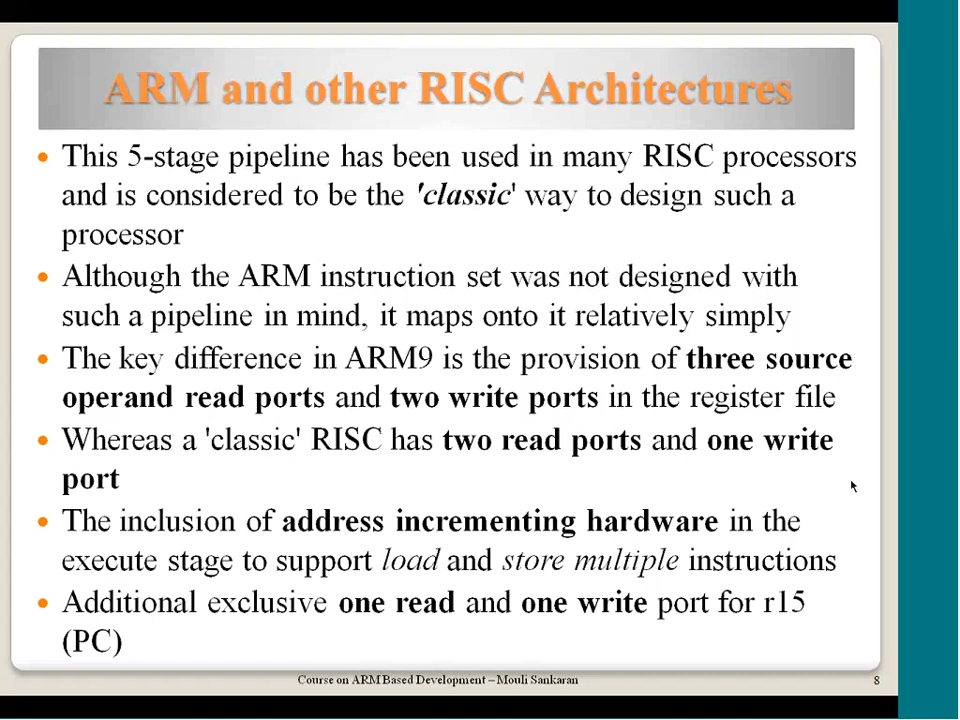 ARM and other RISC Architectures
• This 5-stage pipeline has been used in many RISC processors
and is considered to be the 'classic' way to design such a
processor
• Although the ARM instruction set was not designed with
such a pipeline in mind, it maps onto it relatively simply
• The key difference in ARM9 is the provision of three source
operand read ports and two write ports in the register file
• Whereas a 'classic' RISC has two read ports and one write
port
• The inclusion of address incrementing hardware in the
execute stage to support load and store multiple instructions
• Additional exclusive one read and one write port for r15
(PC)
Course on ARM Based Development – Mouli Sankaran
8